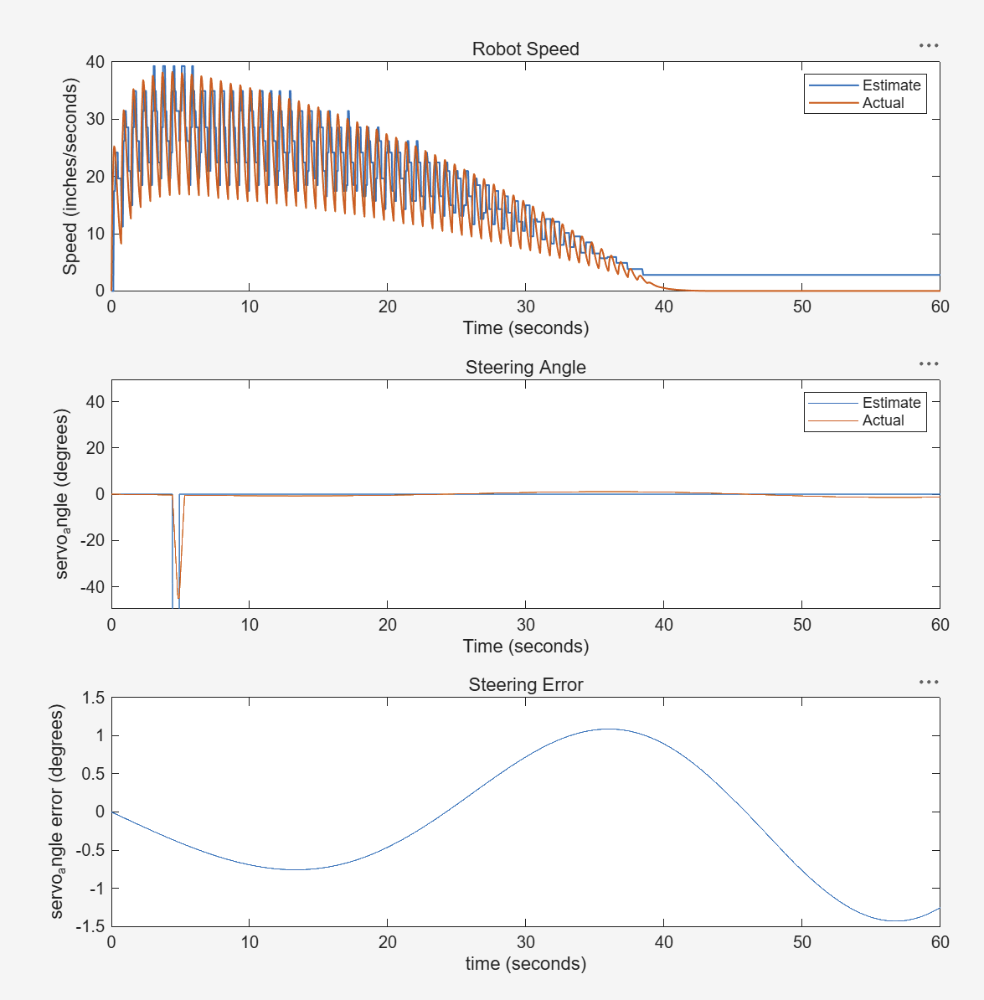 Robot Speed
40
30
20
10
0
Speed (inches/seconds)
Estimate
Actual
0 10 20 30 40 50 60
Time (seconds)
Steering Angle
40
20
0
-20
-40
servoₐngle (degrees)
Estimate
Actual
0 10 20 30 40 50 60
Time (seconds)
Steering Error
1.5
1
0.5
0
-0.5
-1
-1.5
servoₐngle error (degrees)
0 10 20 30 40 50 60
time (seconds)